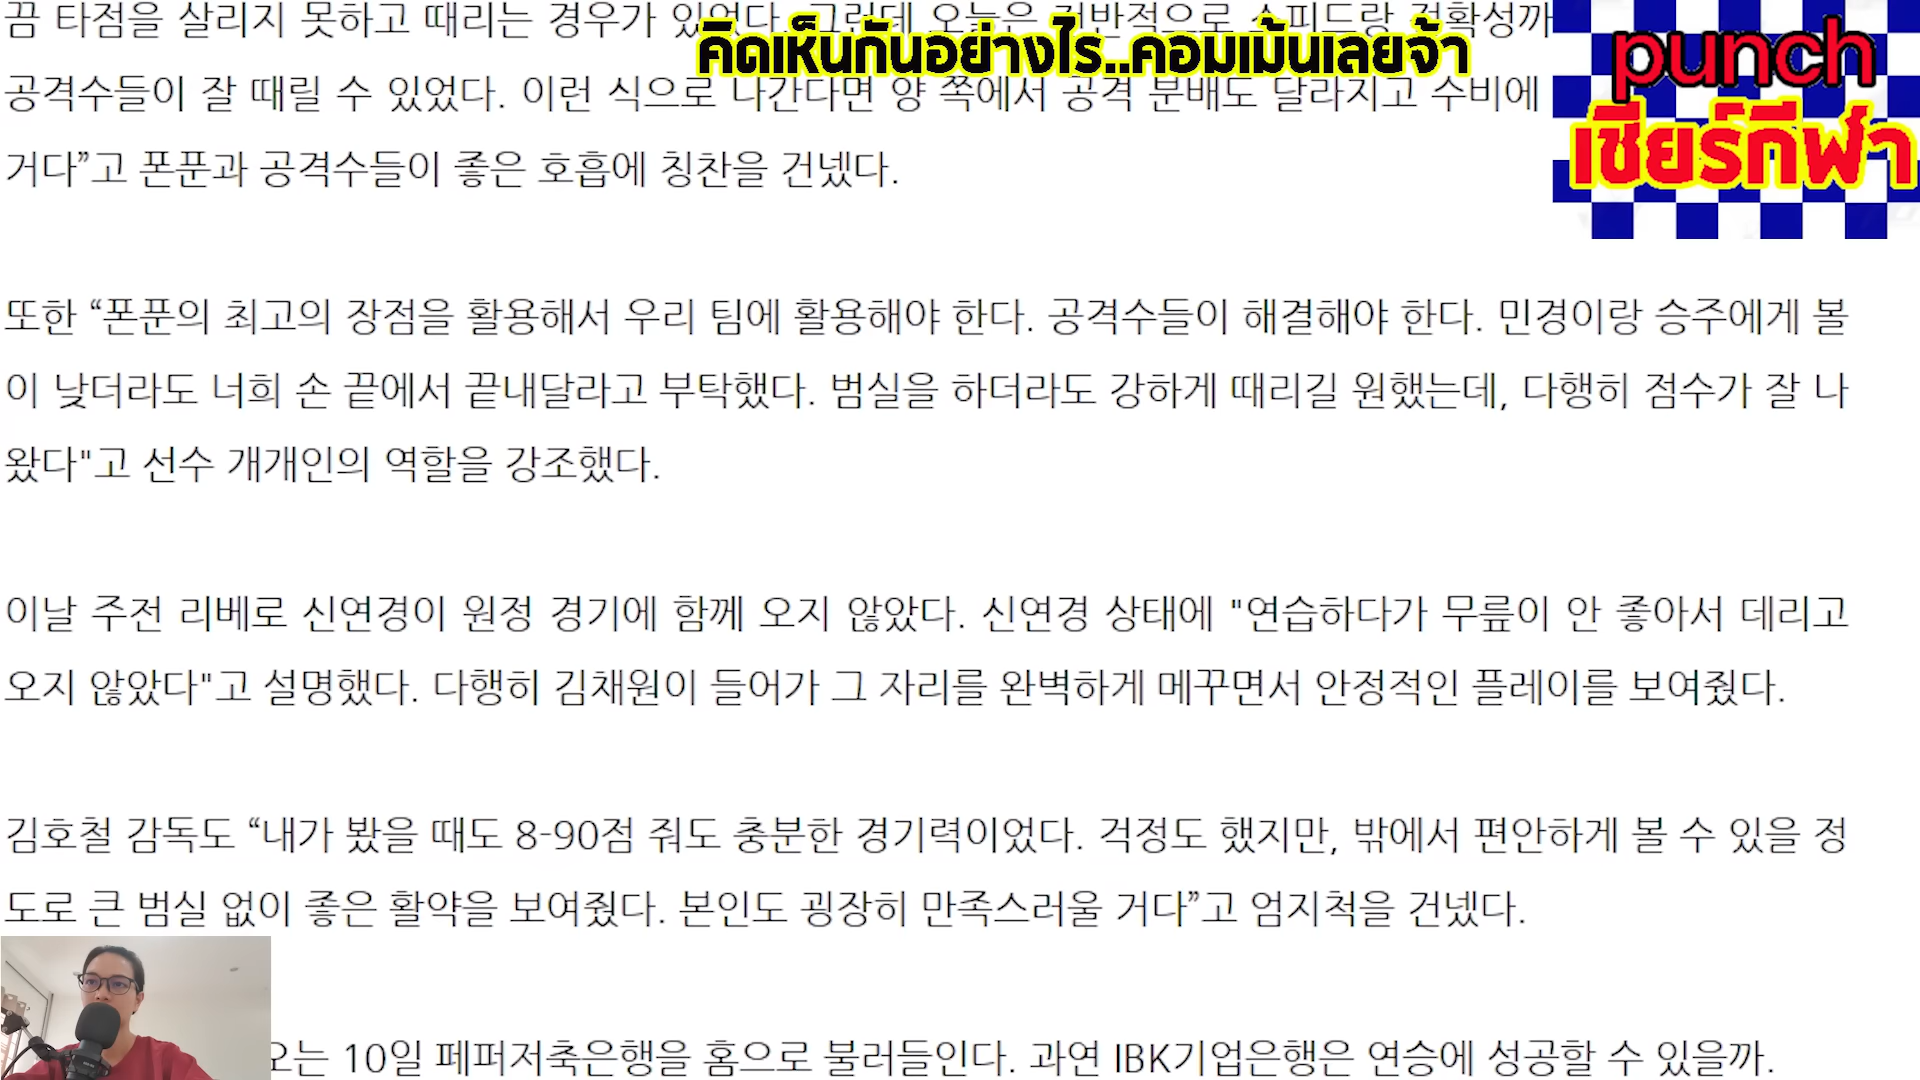 끔 타점을 살리지 못하고 때리는 경우가 있었다. 그런데 오늘은 전반적으로 스피드랑 정확성까
คิดเห็นกันอย่างไร..คอมเม้นเลยจ้า
punch
เชียร์กีฬา
공격수들이 잘 때릴 수 있었다. 이런 식으로 나간다면 양 쪽에서 공격 분배도 달라지고 수비에
거다”고 폰푼과 공격수들이 좋은 호흡에 칭찬을 건넸다.
또한 “폰푼의 최고의 장점을 활용해서 우리 팀에 활용해야 한다. 공격수들이 해결해야 한다. 민경이랑 승주에게 볼
이 낮더라도 너희 손 끝에서 끝내달라고 부탁했다. 범실을 하더라도 강하게 때리길 원했는데, 다행히 점수가 잘 나
왔다"고 선수 개개인의 역할을 강조했다.
이날 주전 리베로 신연경이 원정 경기에 함께 오지 않았다. 신연경 상태에 "연습하다가 무릎이 안 좋아서 데리고
오지 않았다"고 설명했다. 다행히 김채원이 들어가 그 자리를 완벽하게 메꾸면서 안정적인 플레이를 보여줬다.
김호철 감독도 “내가 봤을 때도 8-90점 줘도 충분한 경기력이었다. 걱정도 했지만, 밖에서 편안하게 볼 수 있을 정
도로 큰 범실 없이 좋은 활약을 보여줬다. 본인도 굉장히 만족스러울 거다”고 엄지척을 건넸다.
오는 10일 페퍼저축은행을 홈으로 불러들인다. 과연 IBK기업은행은 연승에 성공할 수 있을까.